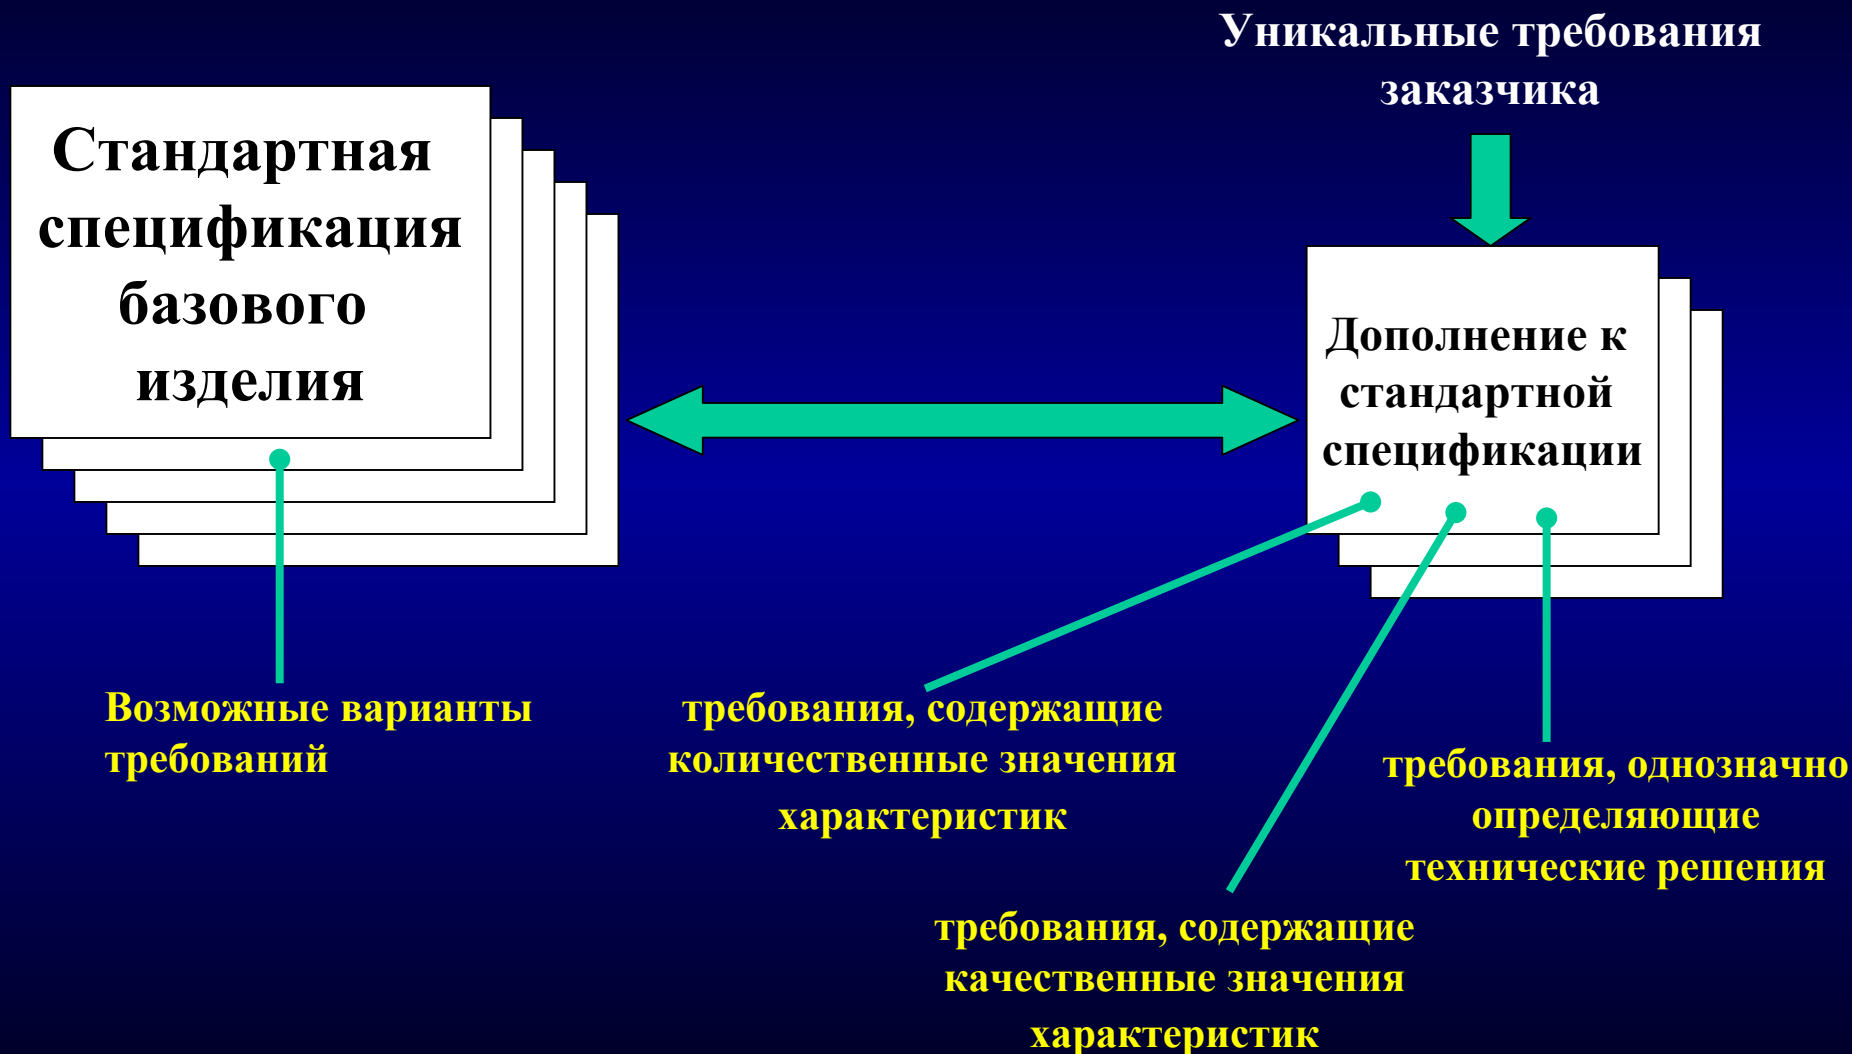 Уникальные требования
заказчика
Стандартная
спецификация
базового
изделия
Дополнение к
стандартной
спецификации
Возможные варианты
требований
требования, содержащие
количественные значения
характеристик
требования, однозначно
определяющие
технические решения
требования, содержащие
качественные значения
характеристик